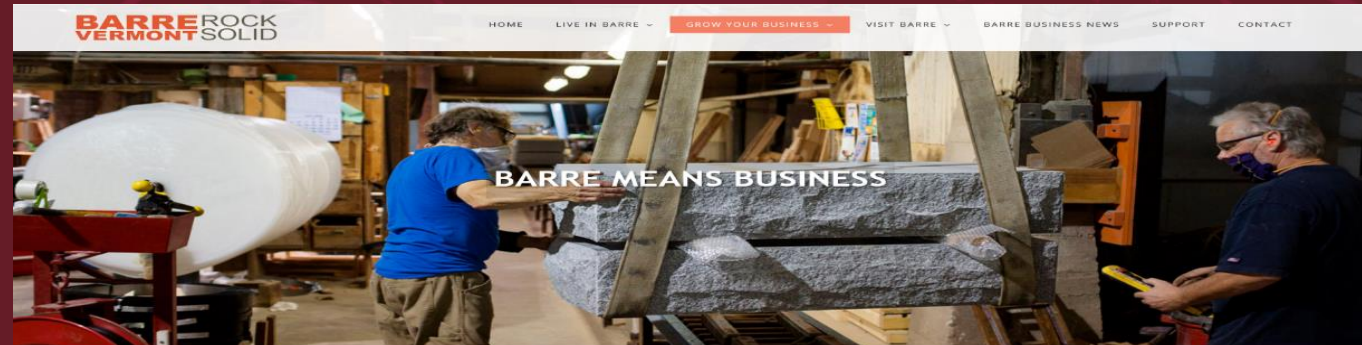 BARRE ROCK
VERMONT SOLID
HOME LIVE IN BARRE GROW YOUR BUSINESS VISIT BARRE BARRE BUSINESS NEWS SUPPORT CONTACT
BARRE MEANS BUSINESS